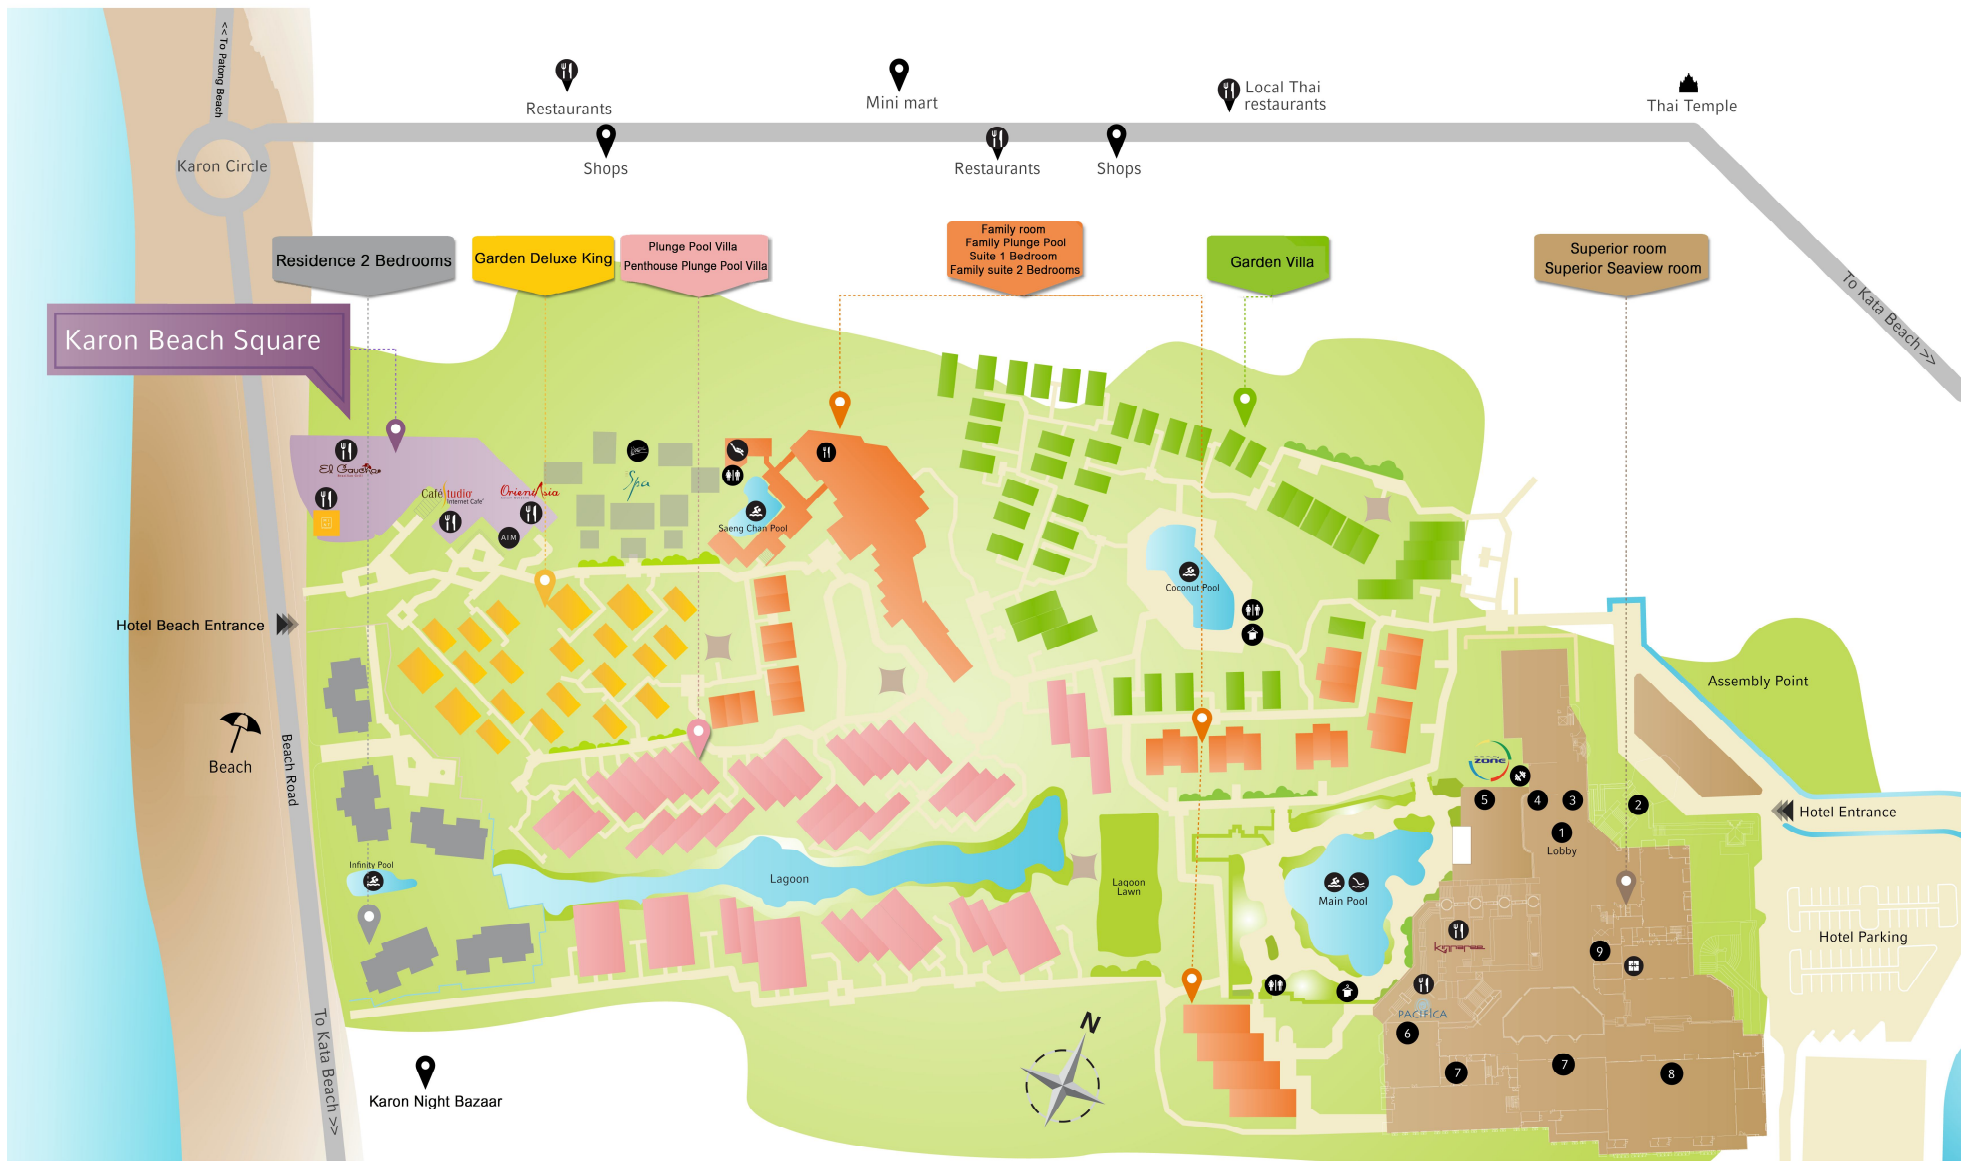 << To Patong Beach
Restaurants
Mini mart
Local Thai
restaurants
Thai Temple
Karon Circle
Shops
Restaurants
Shops
Residence 2 Bedrooms
Garden Deluxe King
Plunge Pool Villa
Penthouse Plunge Pool Villa
Family room
Family Plunge Pool
Suite 1 Bedroom
Family suite 2 Bedrooms
Garden Villa
Superior room
Superior Seaview room
To Kata Beach >>
Karon Beach Square
El Gaucho
Café Studio
Internet Cafe
OrientAsia
AIM
Spa
Saeng Chan Pool
Coconut Pool
Hotel Beach Entrance
Assembly Point
Beach
Beach Road
ZONE
5
4
3
2
1
Lobby
Hotel Entrance
Infinity Pool
Lagoon
Lagoon
Lawn
Main Pool
Kinnaree
9
Hotel Parking
PACIFICA
6
7
7
8
N
To Kata Beach >>
Karon Night Bazaar